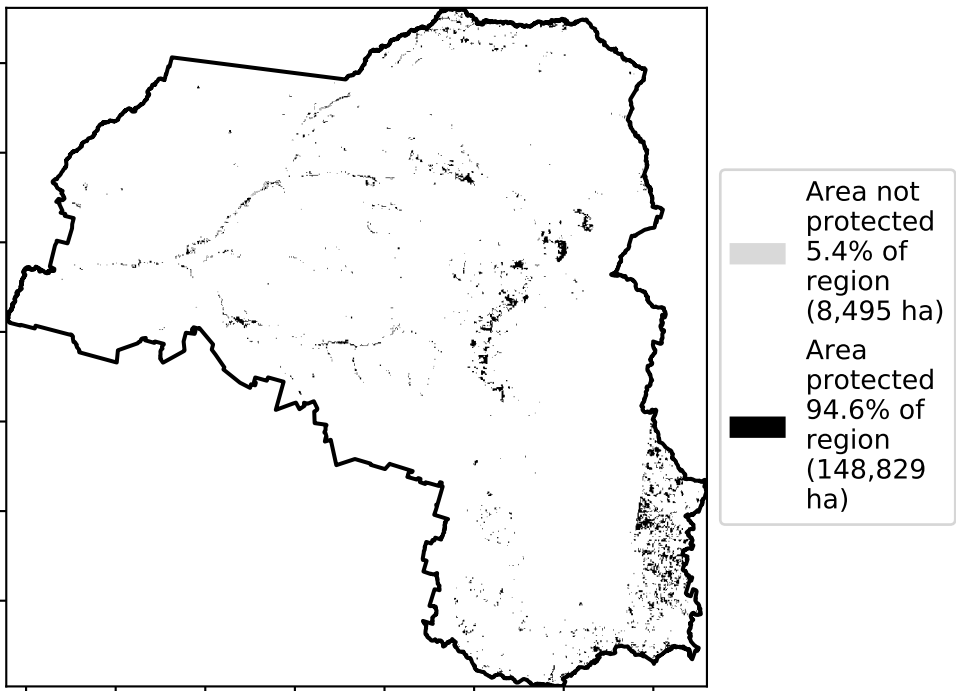 Area not
protected
5.4% of
region
(8,495 ha)
Area
protected
94.6% of
region
(148,829
ha)